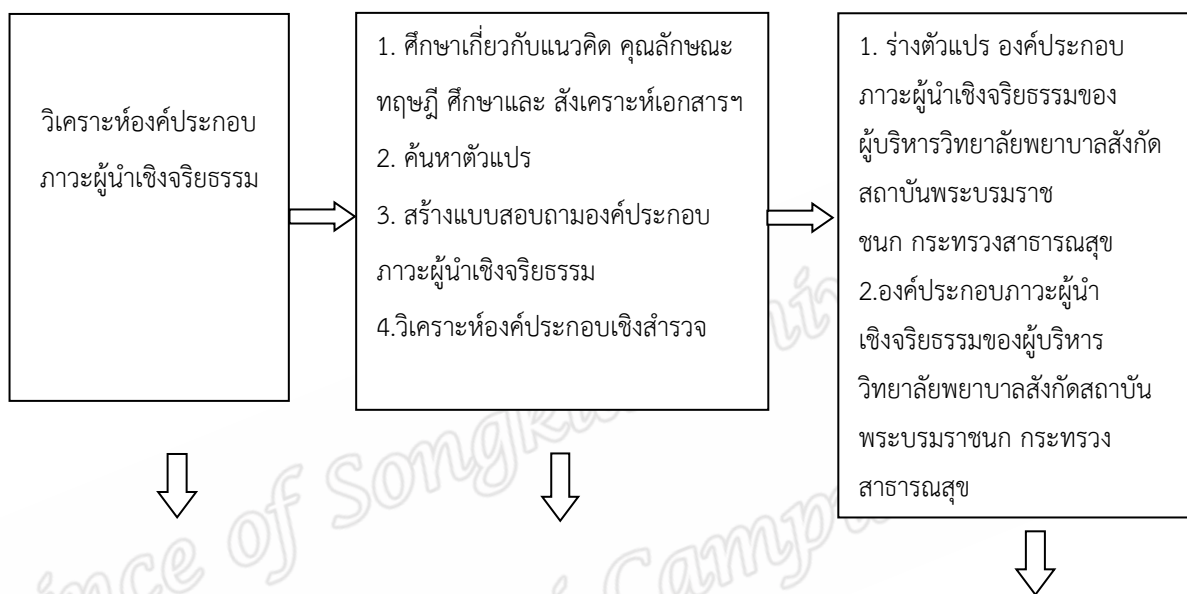 วิเคราะห์องค์ประกอบ
ภาวะผู้นำเชิงจริยธรรม
1. ศึกษาเกี่ยวกับแนวคิด คุณลักษณะ
ทฤษฎี ศึกษาและ สังเคราะห์เอกสารฯ
2. ค้นหาตัวแปร
3. สร้างแบบสอบถามองค์ประกอบ
ภาวะผู้นำเชิงจริยธรรม
4.วิเคราะห์องค์ประกอบเชิงสำรวจ
1. ร่างตัวแปร องค์ประกอบ
ภาวะผู้นำเชิงจริยธรรมของ
ผู้บริหารวิทยาลัยพยาบาลสังกัด
สถาบันพระบรมราช
ชนก กระทรวงสาธารณสุข
2.องค์ประกอบภาวะผู้นำ
เชิงจริยธรรมของผู้บริหาร
วิทยาลัยพยาบาลสังกัดสถาบัน
พระบรมราชนก กระทรวง
สาธารณสุข
of Songkla